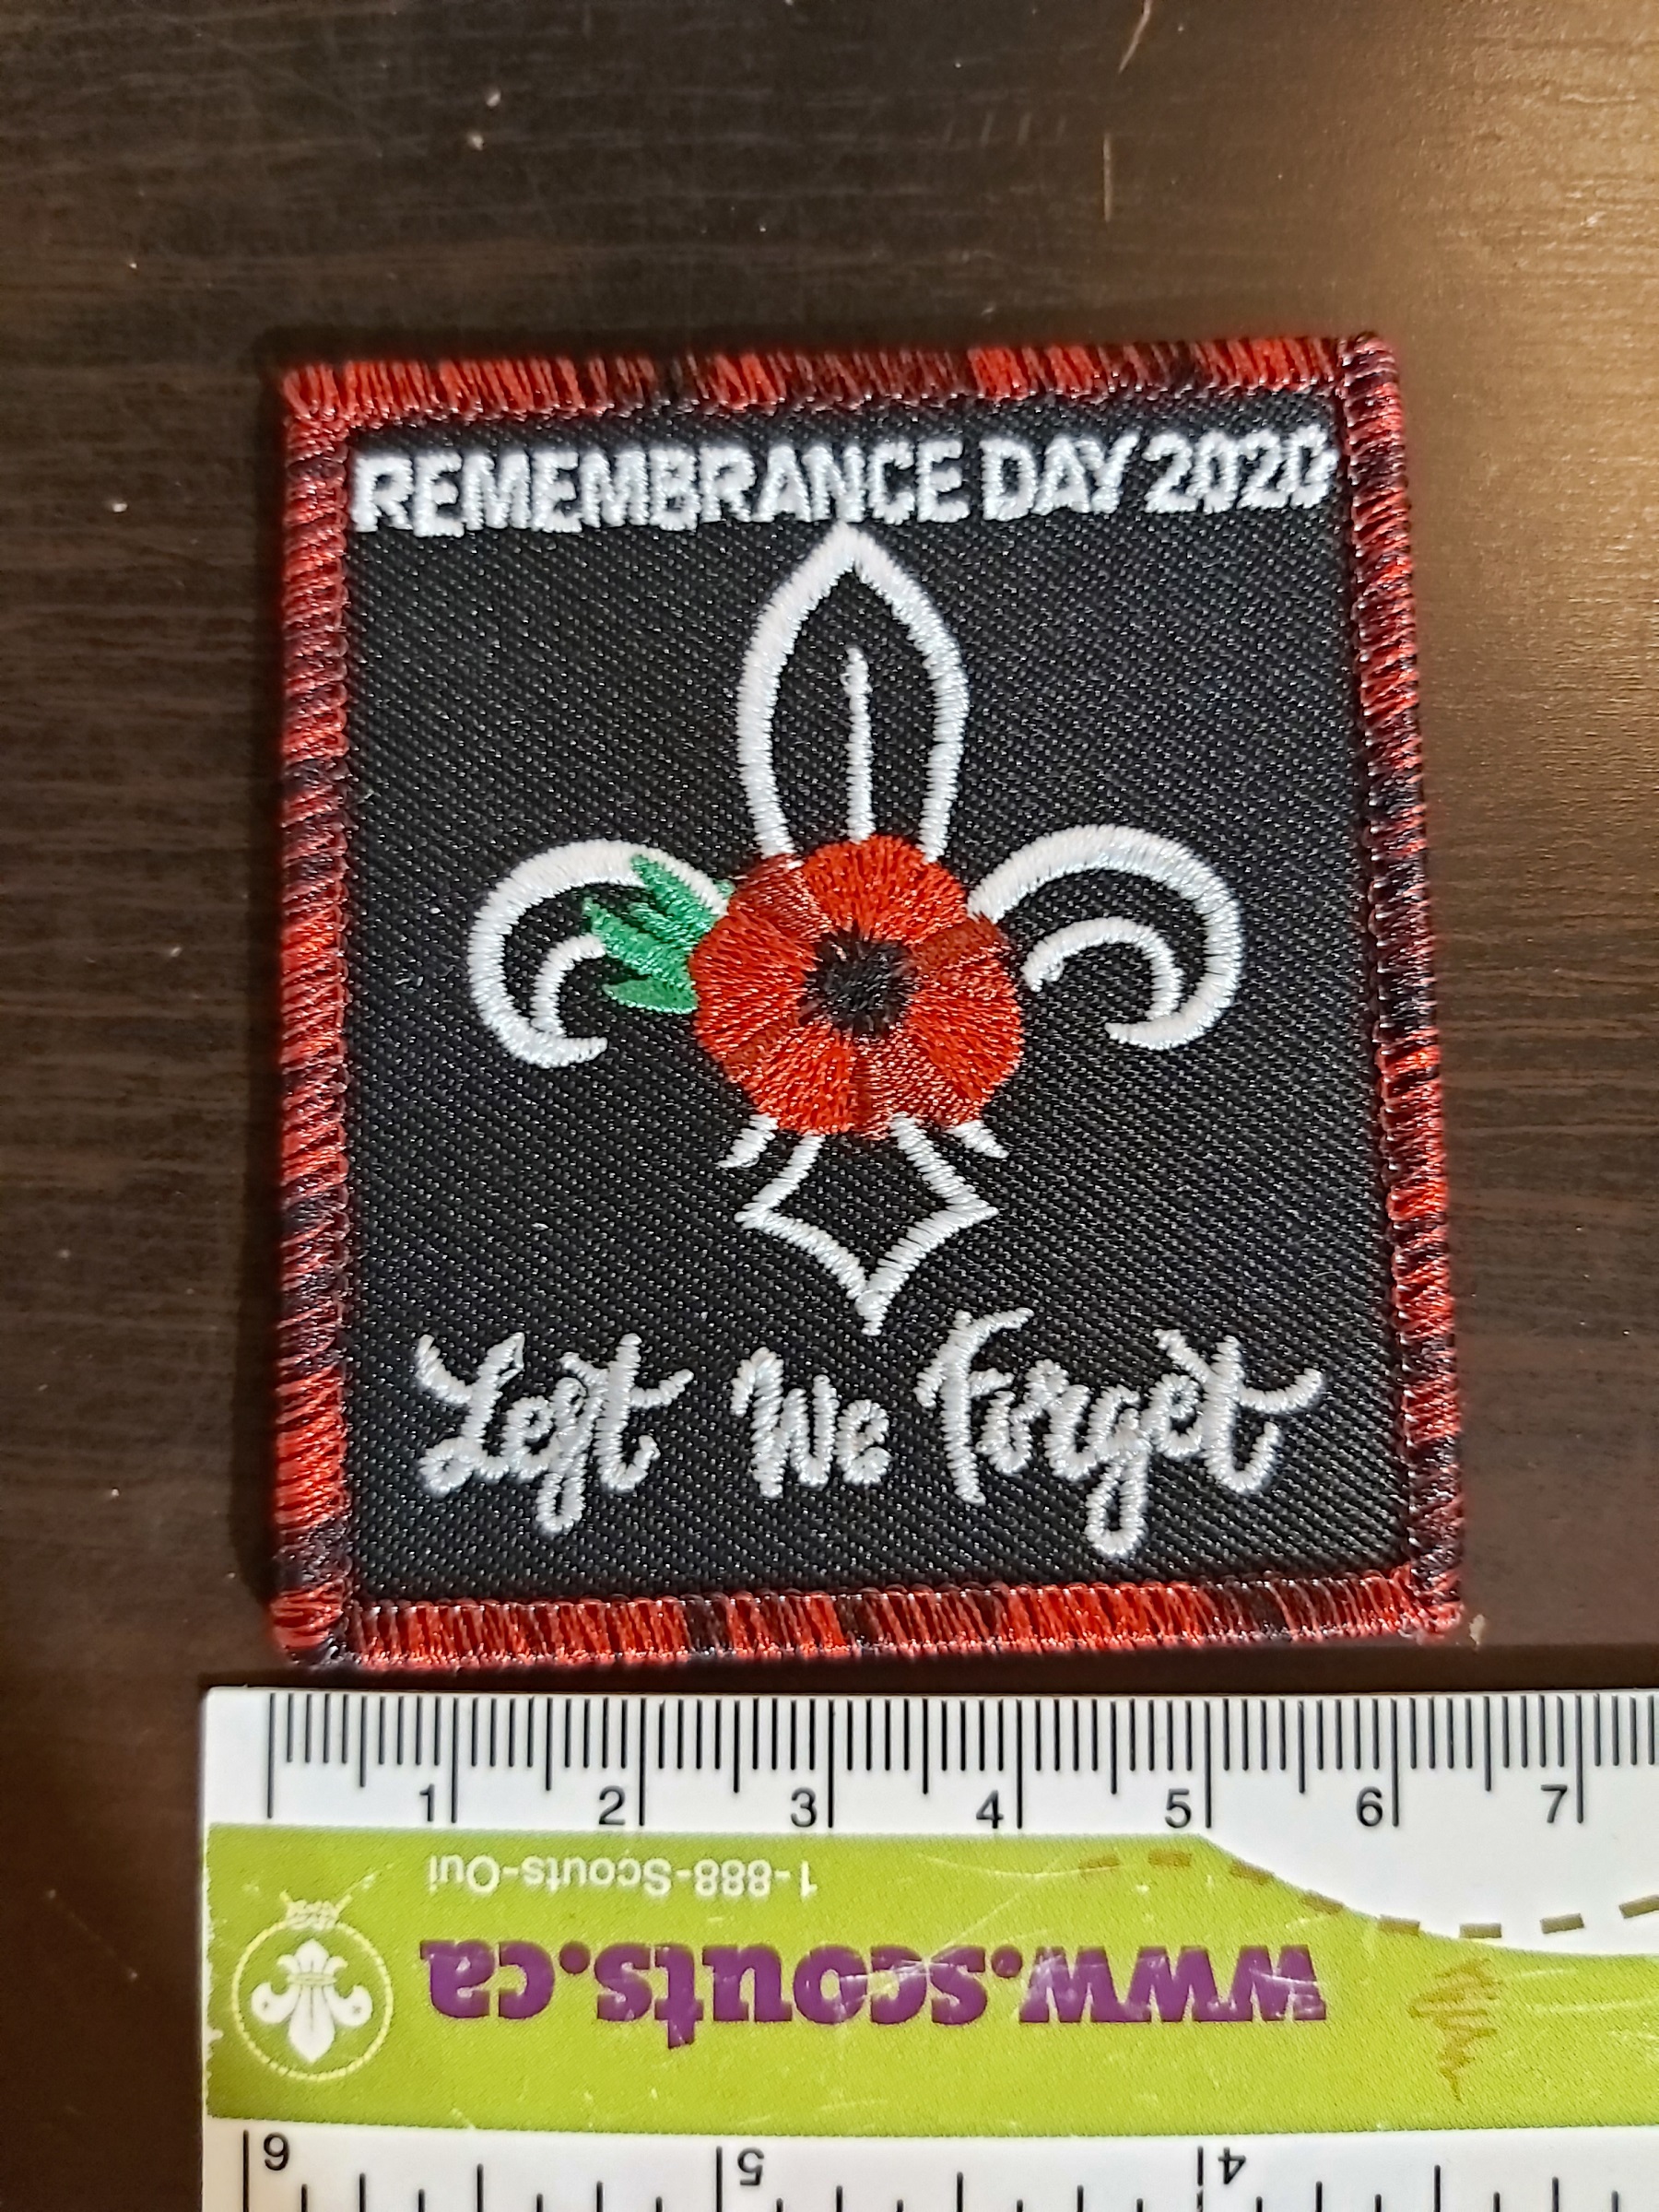 REMEMBRANCE DAY 2020
Lest We Forget
1 2 3 4 5 6 7
1-888-Scouts-Oui
www.scouts.ca
6 5 4